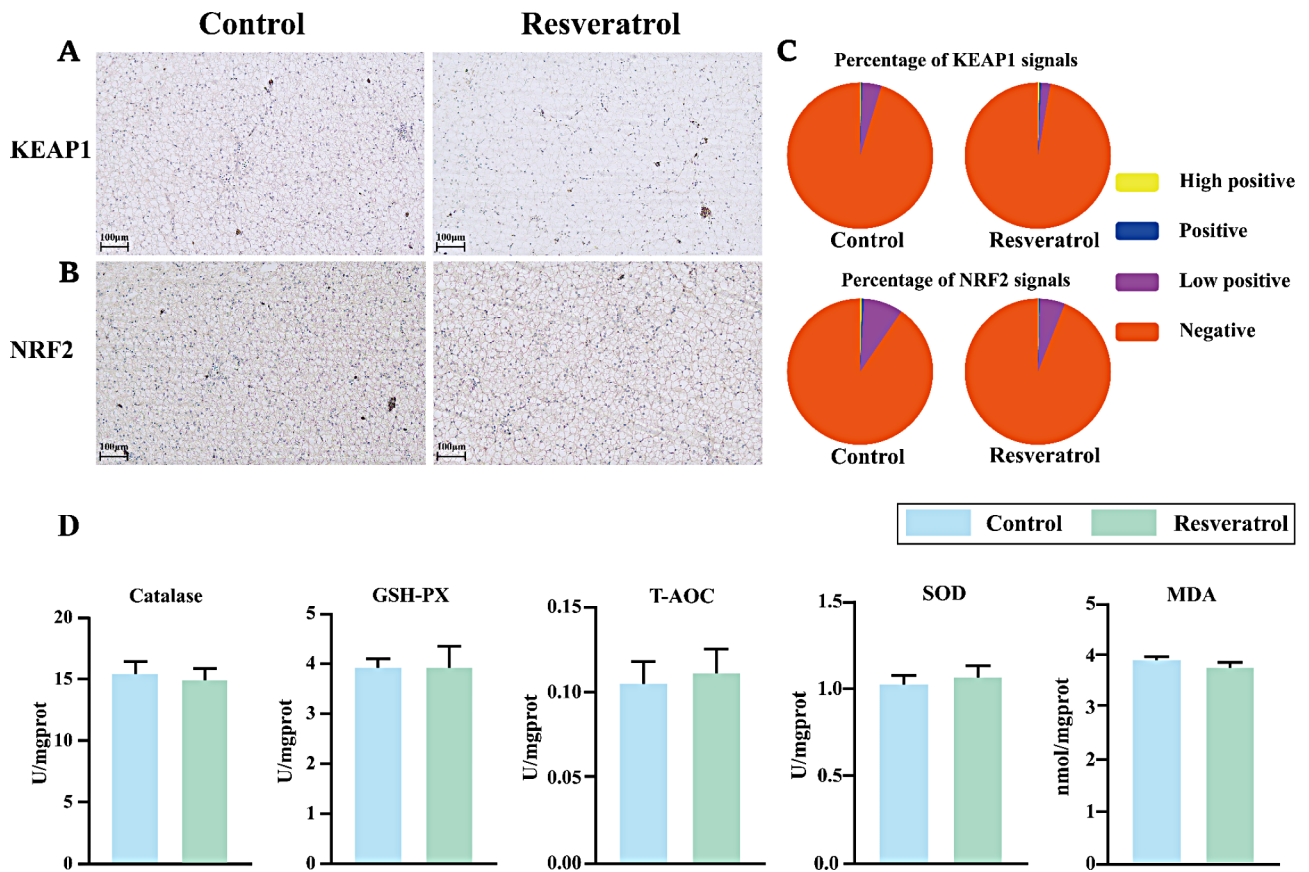 Control Resveratrol
A
C
Percentage of KEAP1 signals
KEAP1
100μm
100μm
Control Resveratrol
High positive
Positive
Low positive
Negative
B
Percentage of NRF2 signals
NRF2
100μm
100μm
Control Resveratrol
D
Control Resveratrol
Catalase
U/mgprot
20
15
10
5
0
GSH-PX
U/mgprot
5
4
3
2
1
0
T-AOC
U/mgprot
0.15
0.10
0.05
0.00
SOD
U/mgprot
1.5
1.0
0.5
0.0
MDA
nmol/mgprot
5
4
3
2
1
0